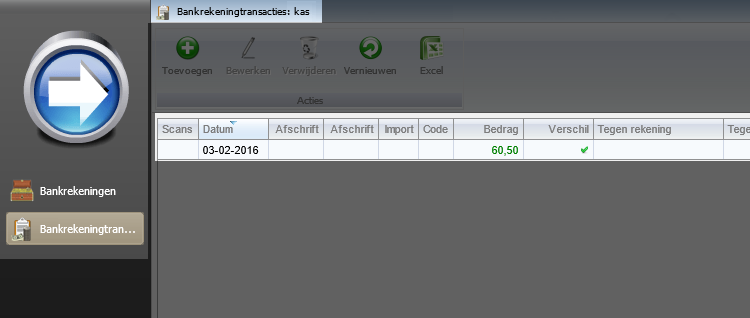 Bankrekeningtransacties: kas
Toevoegen Bewerken Verwijderen Vernieuwen Excel
Acties
Scans Datum Afschrift Afschrift Import Code Bedrag Verschil Tegen rekening Tege
03-02-2016 60,50
Bankrekeningen
Bankrekeningtran...